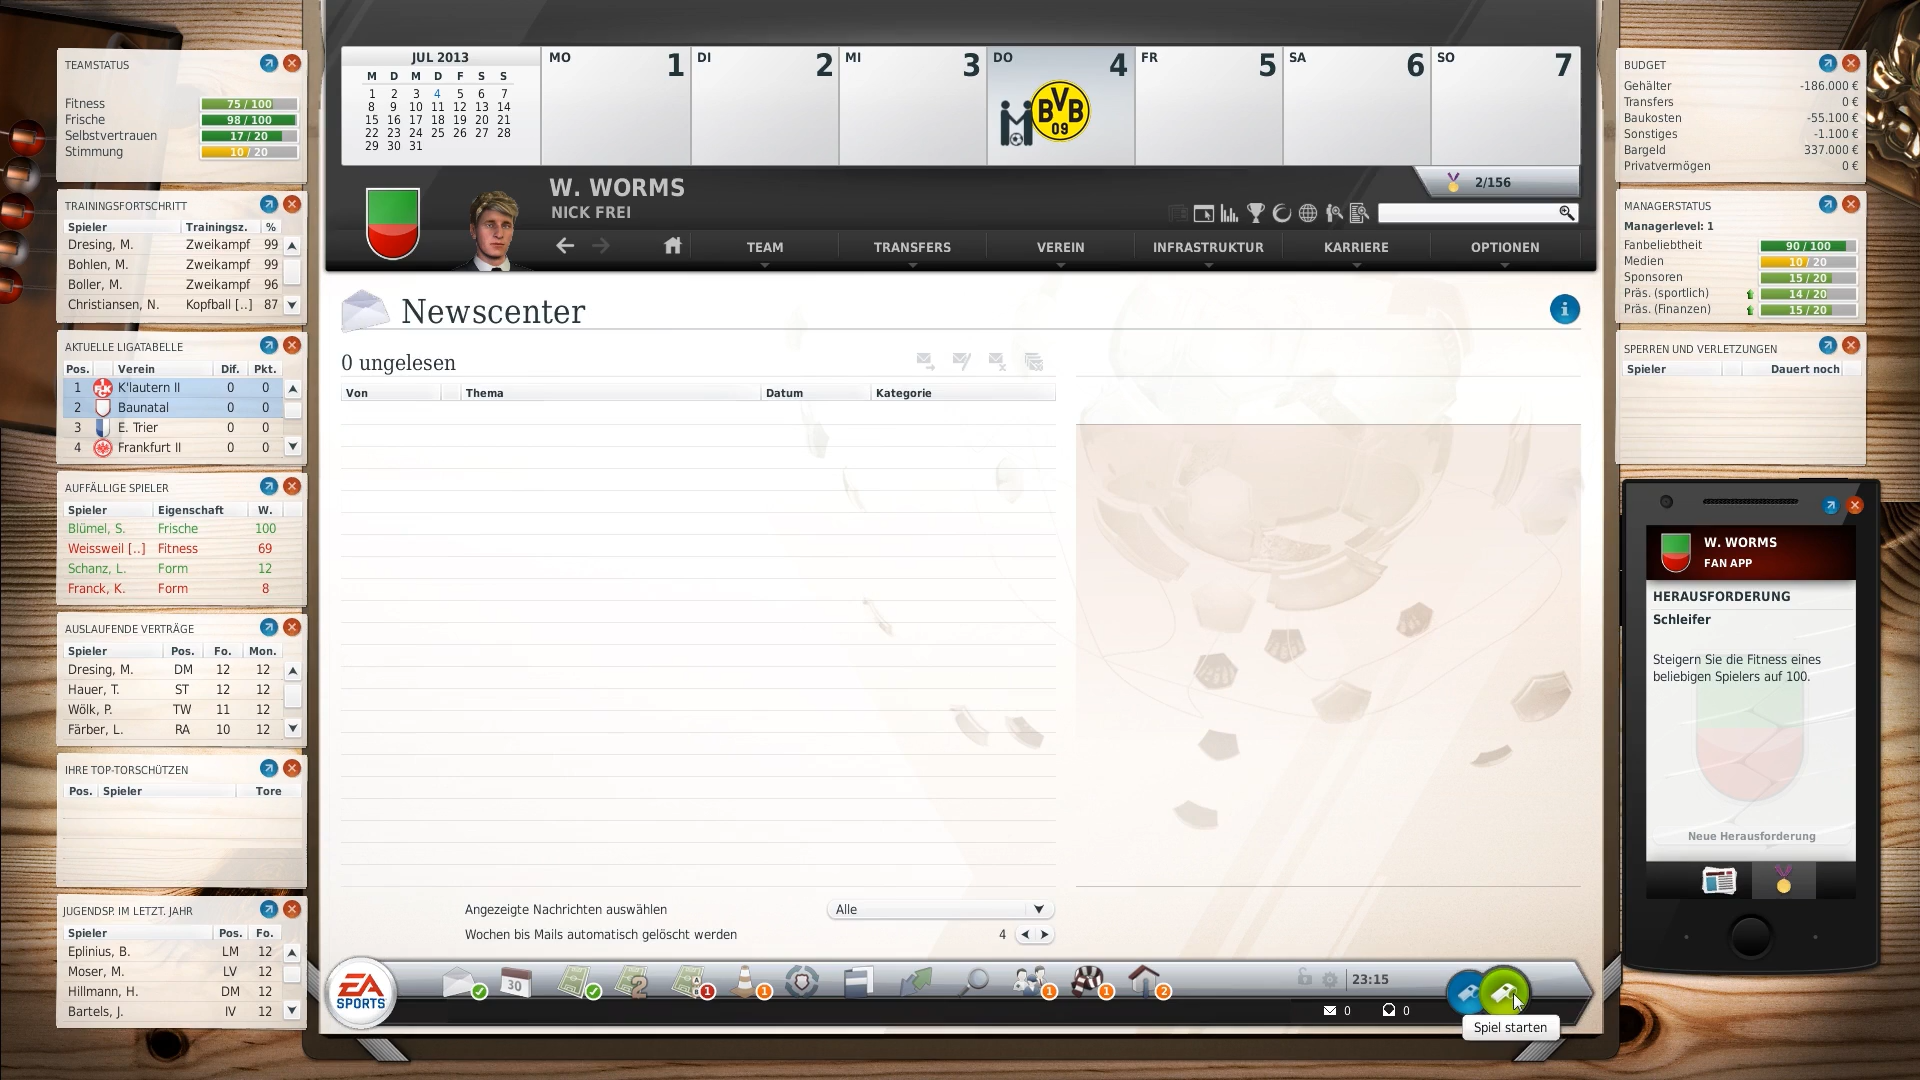 TEAMSTATUS
Fitness 75 / 100
Frische 98 / 100
Selbstvertrauen 17 / 20
Stimmung 10 / 20
TRAININGSFORTSCHRITT
Spieler Trainingsz. %
Dresing, M. Zweikampf 99
Bohlen, M. Zweikampf 99
Boller, M. Zweikampf 96
Christiansen, N. Kopfball [..] 87
AKTUELLE LIGATABELLE
Pos. Verein Dif. Pkt.
1 K'lautern II 0 0
2 Baunatal 0 0
3 E. Trier 0 0
4 Frankfurt II 0 0
AUFFÄLLIGE SPIELER
Spieler Eigenschaft W.
Blümel, S. Frische 100
Weissweil [..] Fitness 69
Schanz, L. Form 12
Franck, K. Form 8
AUSLAUFENDE VERTRÄGE
Spieler Pos. Fo. Mon.
Dresing, M. DM 12 12
Hauer, T. ST 12 12
Wölk, P. TW 11 12
Färber, L. RA 10 12
IHRE TOP-TORSCHÜTZEN
Pos. Spieler Tore
JUGENDSP. IM LETZT. JAHR
Spieler Pos. Fo.
Eplinius, B. LM 12
Moser, M. LV 12
Hillmann, H. DM 12
Bartels, J. IV 12
JUL 2013
M D M D F S S
1 2 3 4 5 6 7
8 9 10 11 12 13 14
15 16 17 18 19 20 21
22 23 24 25 26 27 28
29 30 31
MO 1 DI 2 MI 3 DO 4 FR 5 SA 6 SO 7
BVB
09
W. WORMS
NICK FREI
2/156
TEAM TRANSFERS VEREIN INFRASTRUKTUR KARRIERE OPTIONEN
Newscenter
i
0 ungelesen
Von Thema Datum Kategorie
Angezeigte Nachrichten auswählen Alle
Wochen bis Mails automatisch gelöscht werden 4
EA
SPORTS
30 2 1 1 1 1 2
23:15
0 0
Spiel starten
BUDGET
Gehälter -186.000 €
Transfers 0 €
Baukosten -55.100 €
Sonstiges -1.100 €
Bargeld 337.000 €
Privatvermögen 0 €
MANAGERSTATUS
Managerlevel: 1
Fanbeliebtheit 90 / 100
Medien 10 / 20
Sponsoren 15 / 20
Präs. (sportlich) 14 / 20
Präs. (Finanzen) 15 / 20
SPERREN UND VERLETZUNGEN
Spieler Dauert noch
W. WORMS
FAN APP
HERAUSFORDERUNG
Schleifer
Steigern Sie die Fitness eines
beliebigen Spielers auf 100.
Neue Herausforderung